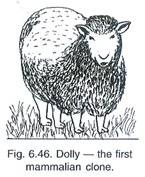 Fig. 6.46. Dolly — the first
mammalian clone.